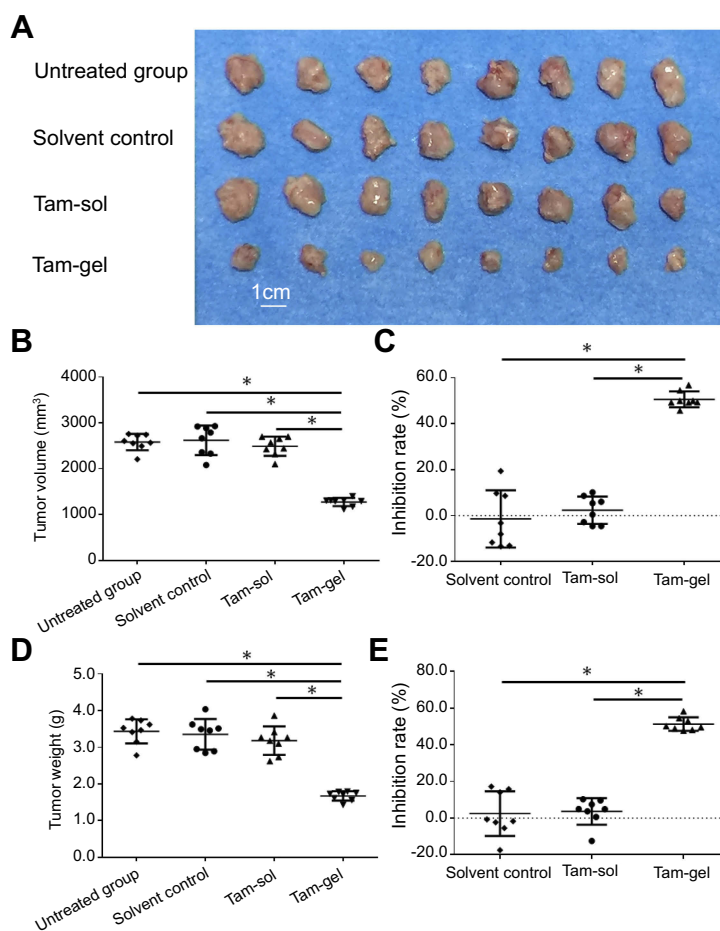 A
Untreated group
Solvent control
Tam-sol
Tam-gel
1cm
B
Tumor volume (mm³)
4000
3000
2000
1000
0
*
*
*
Untreated group
Solvent control
Tam-sol
Tam-gel
C
Inhibition rate (%)
60.0
40.0
20.0
0.0
-20.0
*
*
Solvent control
Tam-sol
Tam-gel
D
Tumor weight (g)
5.0
4.0
3.0
2.0
1.0
0.0
*
*
*
Untreated group
Solvent control
Tam-sol
Tam-gel
E
Inhibition rate (%)
80.0
60.0
40.0
20.0
0.0
-20.0
*
*
Solvent control
Tam-sol
Tam-gel